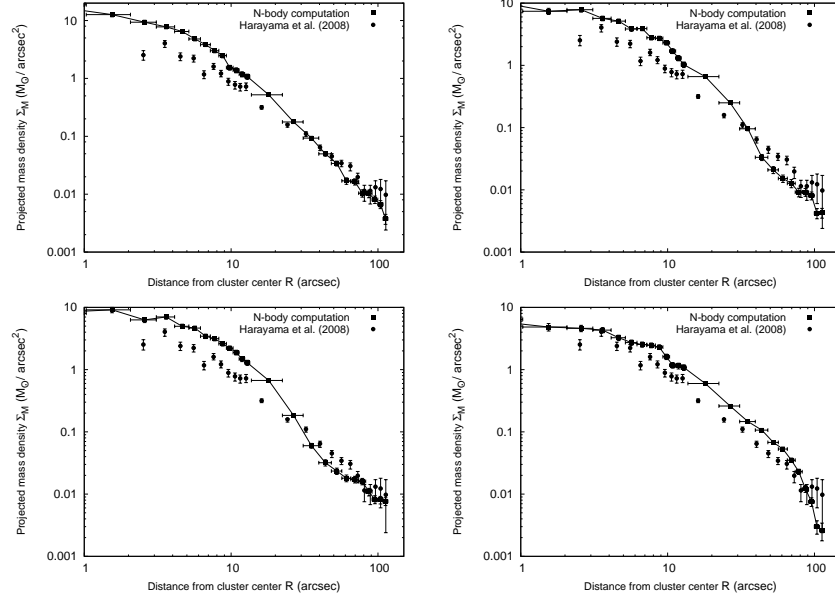 10
1
0.1
0.01
0.001
1
10
100
Projected mass density Σ_M (M_⊙/ arcsec²)
Distance from cluster center R (arcsec)
N-body computation
Harayama et al. (2008)
10
1
0.1
0.01
0.001
1
10
100
Projected mass density Σ_M (M_⊙/ arcsec²)
Distance from cluster center R (arcsec)
N-body computation
Harayama et al. (2008)
10
1
0.1
0.01
0.001
1
10
100
Projected mass density Σ_M (M_⊙/ arcsec²)
Distance from cluster center R (arcsec)
N-body computation
Harayama et al. (2008)
10
1
0.1
0.01
0.001
1
10
100
Projected mass density Σ_M (M_⊙/ arcsec²)
Distance from cluster center R (arcsec)
N-body computation
Harayama et al. (2008)